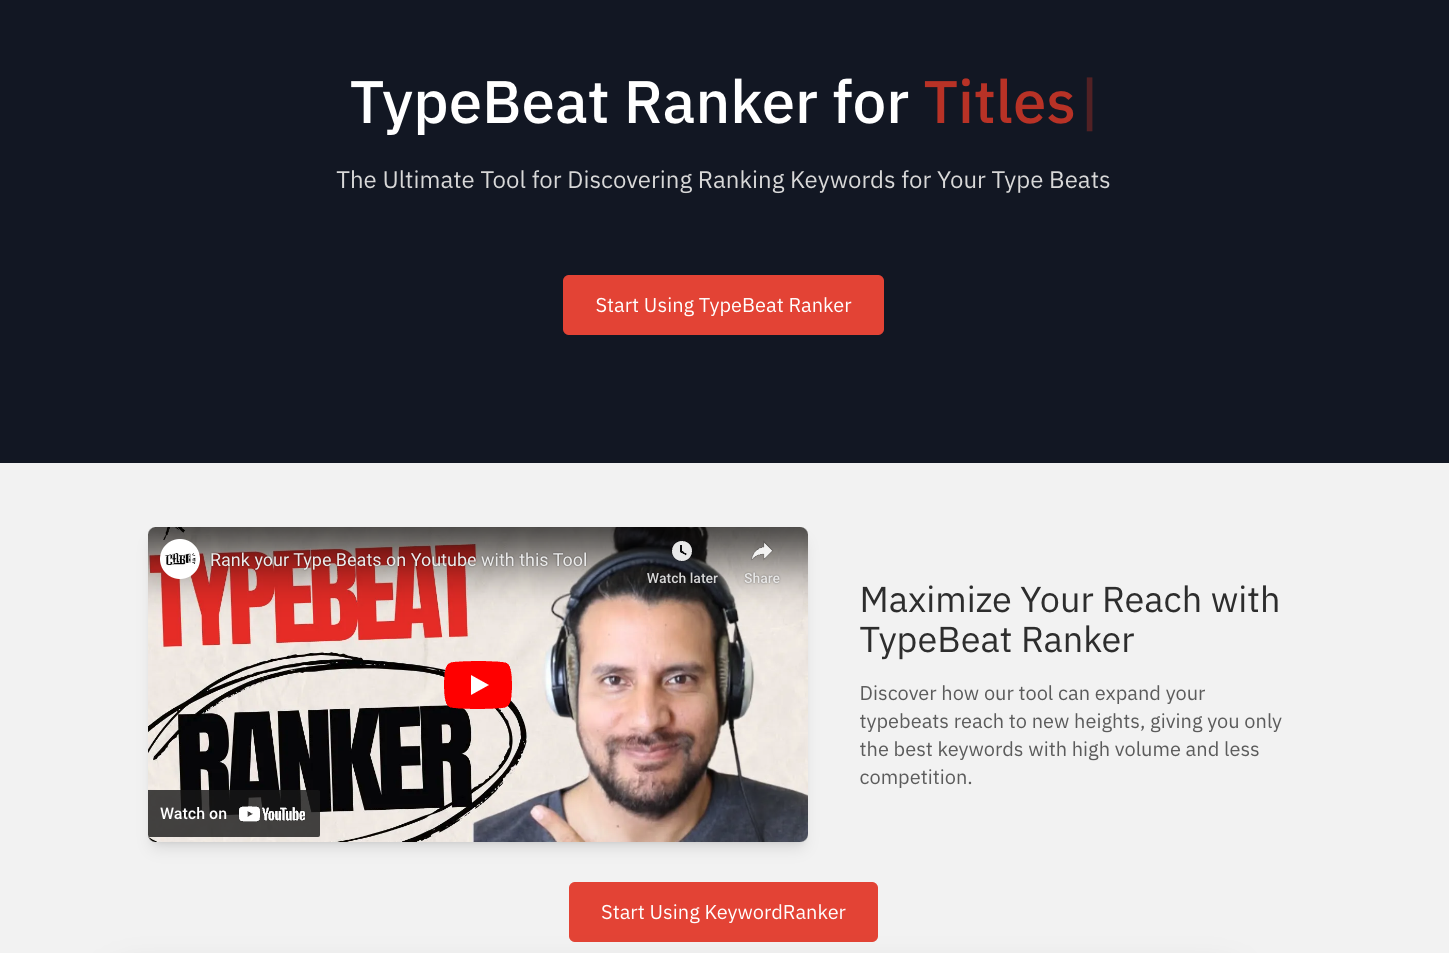 TypeBeat Ranker for Titles
The Ultimate Tool for Discovering Ranking Keywords for Your Type Beats
Start Using TypeBeat Ranker
Rank your Type Beats on Youtube with this Tool
Watch later
Share
TYPEBEAT
RANKER
Watch on YouTube
Maximize Your Reach with
TypeBeat Ranker
Discover how our tool can expand your
typebeats reach to new heights, giving you only
the best keywords with high volume and less
competition.
Start Using KeywordRanker